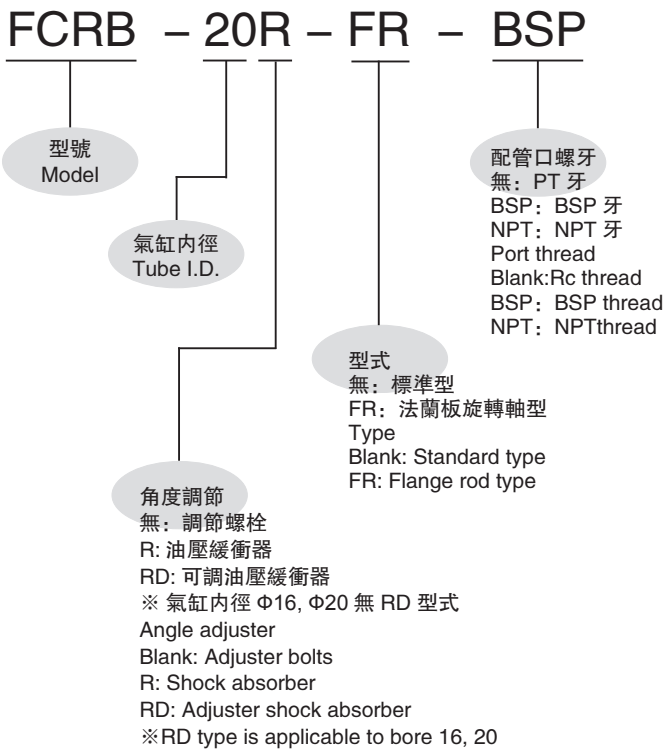 FCRB – 20R – FR – BSP
型號
Model
氣缸内徑
Tube I.D.
配管口螺牙
無：PT 牙
BSP：BSP 牙
NPT：NPT 牙
Port thread
Blank:Rc thread
BSP：BSP thread
NPT：NPTthread
型式
無：標準型
FR：法蘭板旋轉軸型
Type
Blank: Standard type
FR: Flange rod type
角度調節
無：調節螺栓
R: 油壓緩衝器
RD: 可調油壓緩衝器
※ 氣缸内徑 Φ16, Φ20 無 RD 型式
Angle adjuster
Blank: Adjuster bolts
R: Shock absorber
RD: Adjuster shock absorber
※RD type is applicable to bore 16, 20